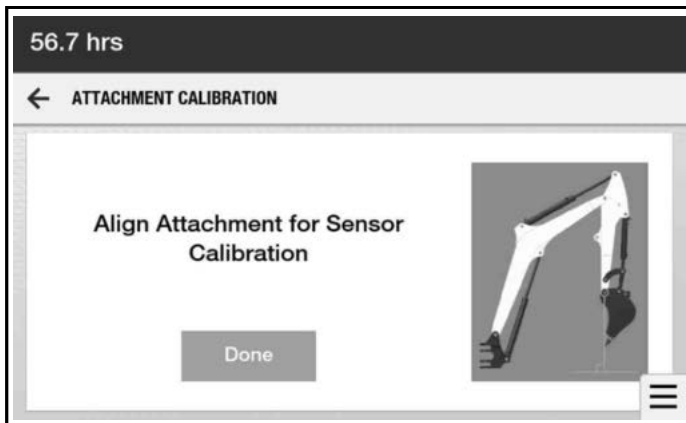 56.7 hrs
ATTACHMENT CALIBRATION
Align Attachment for Sensor
Calibration
Done